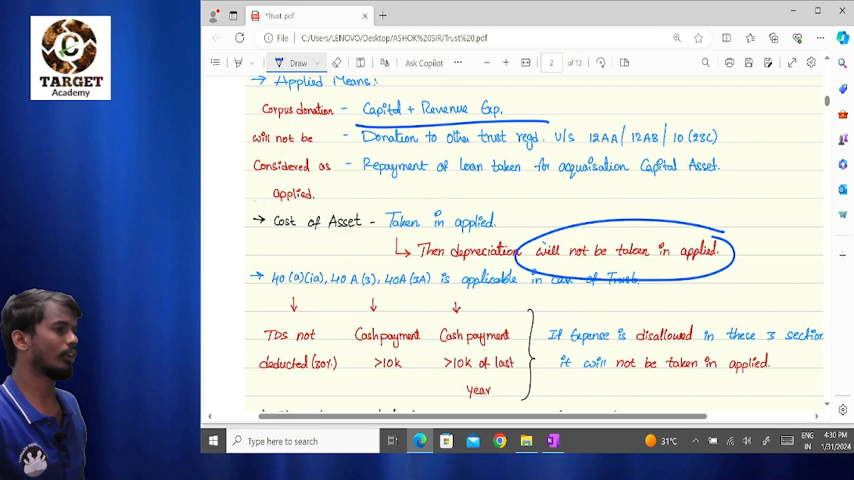 TARGET
Academy
*Trust.pdf
File
C:/Users/LENOVO/Desktop/ASHOK%20SIR/Trust%20.pdf
Draw
Ask Copilot
2
of 13
→ Applied Means:-
Corpus donation - Capital + Revenue Exp.
will not be - Donation to other trust regd. U/S 12AA/ 12AB/ 10 (23C)
Considered as - Repayment of loan taken for acquaisation Capital Asset.
applied.
→ Cost of Asset - Taken in applied.
↳ Then depreciation will not be taken in applied.
→ 40(a)(ia), 40A(3), 40A(3A) is applicable in case of Trust.
↓ ↓ ↓
TDS not Cash payment Cash payment If Expense is disallowed in these 3 section
deducted (30%) >10k >10k of last it will not be taken in applied.
year
Type here to search
31°C
ENG
IN
4:30 PM
1/31/2024